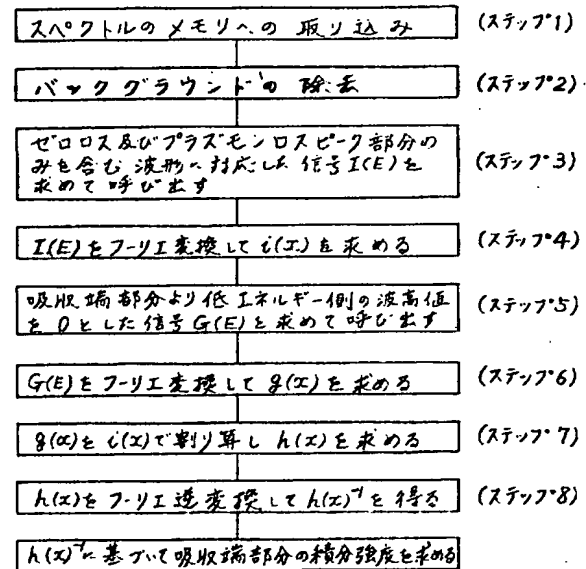 スペクトルのメモリへの取り込み (ステップ1)
バックグラウンドの除去 (ステップ2)
ゼロロス及びプラズモンロスピーク部分の
みを含む波形へ対応した信号I(E)を (ステップ3)
求めて呼び出す
I(E)をフーリエ変換してi(x)を求める (ステップ4)
吸収端部分より低エネルギー側の波高値 (ステップ5)
を0とした信号G(E)を求めて呼び出す
G(E)をフーリエ変換してg(x)を求める (ステップ6)
g(x)をi(x)で割り算しh(x)を求める (ステップ7)
h(x)をフーリエ逆変換してh(x)⁻¹を得る (ステップ8)
h(x)⁻¹に基づいて吸収端部分の積分強度を求める